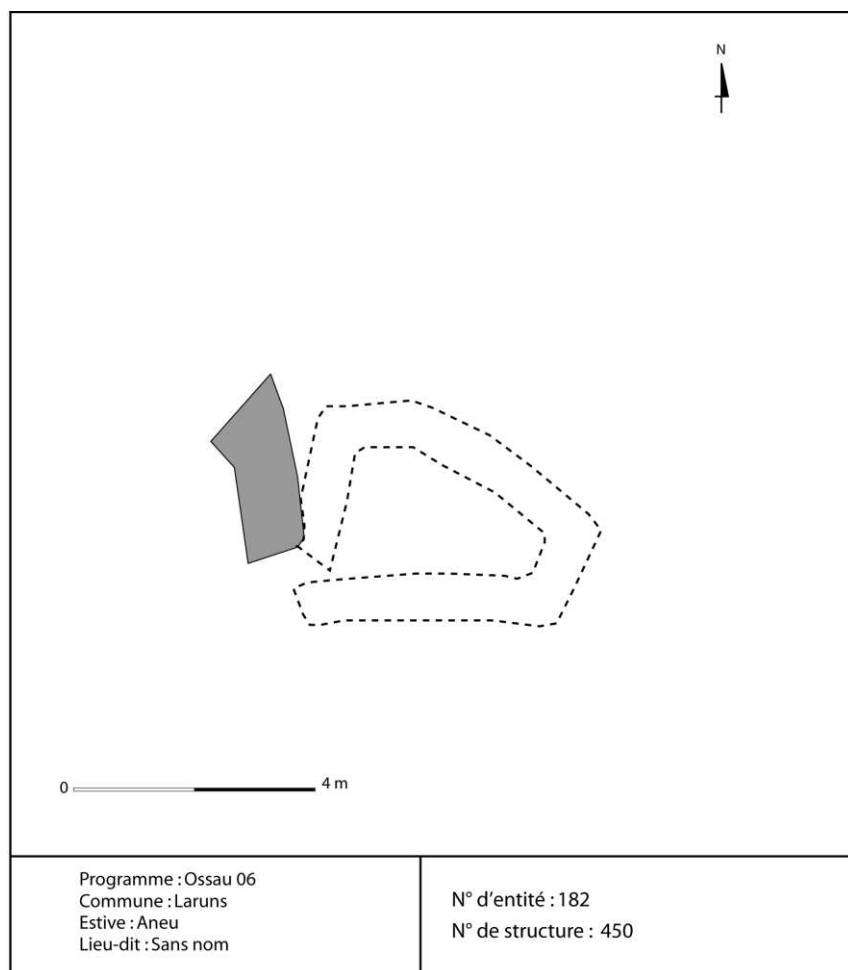 N
0 4 m
Programme : Ossau 06
Commune : Laruns
Estive : Aneu
Lieu-dit : Sans nom
N° d'entité : 182
N° de structure : 450